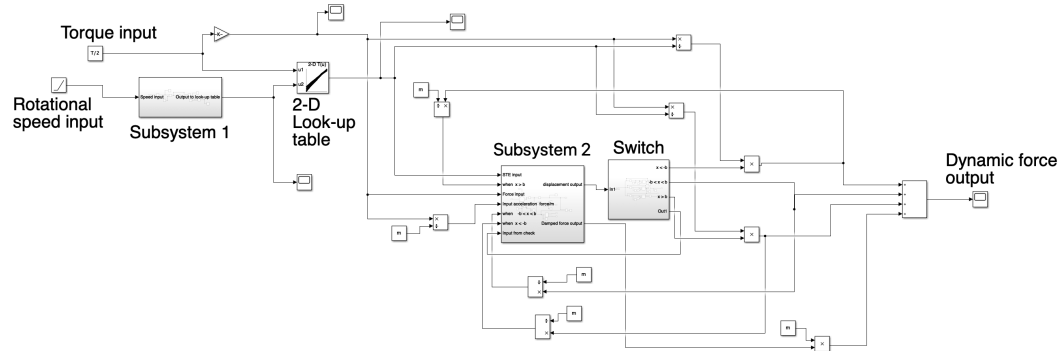 Torque input
7/2
-K-
2-D T(u)
u1
u2
Rotational
speed input
Speed input
Output to look-up table
Subsystem 1
2-D
Look-up
table
m
Subsystem 2
STE input
when x > b
Force input
Input acceleration force/m
when -b < x < b
when x < -b
Input from check
displacement output
Damped force output
Switch
In1
x < -b
-b < x < b
x > b
Out1
m
m
m
m
Dynamic force
output